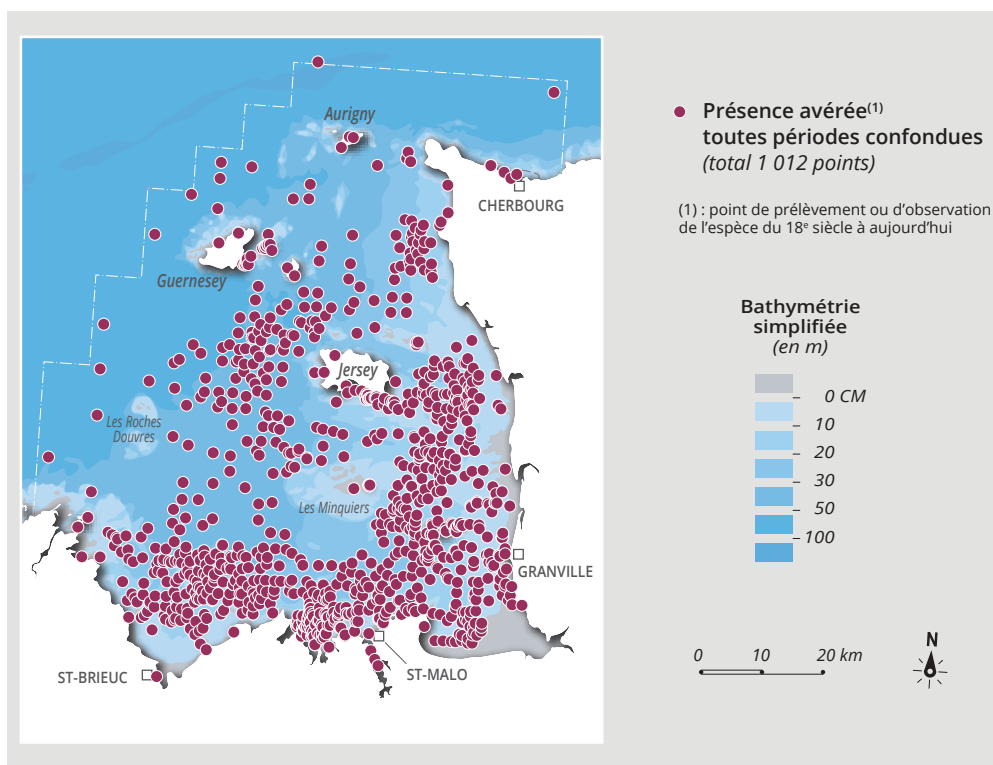 Aurigny
CHERBOURG
Guernesey
Jersey
Les Roches
Douvres
Les Minquiers
GRANVILLE
ST-MALO
ST-BRIEUC
Présence avérée(1)
toutes périodes confondues
(total 1 012 points)
(1) : point de prélèvement ou d'observation
de l'espèce du 18e siècle à aujourd'hui
Bathymétrie
simplifiée
(en m)
0 CM
10
20
30
50
100
0 10 20 km
N